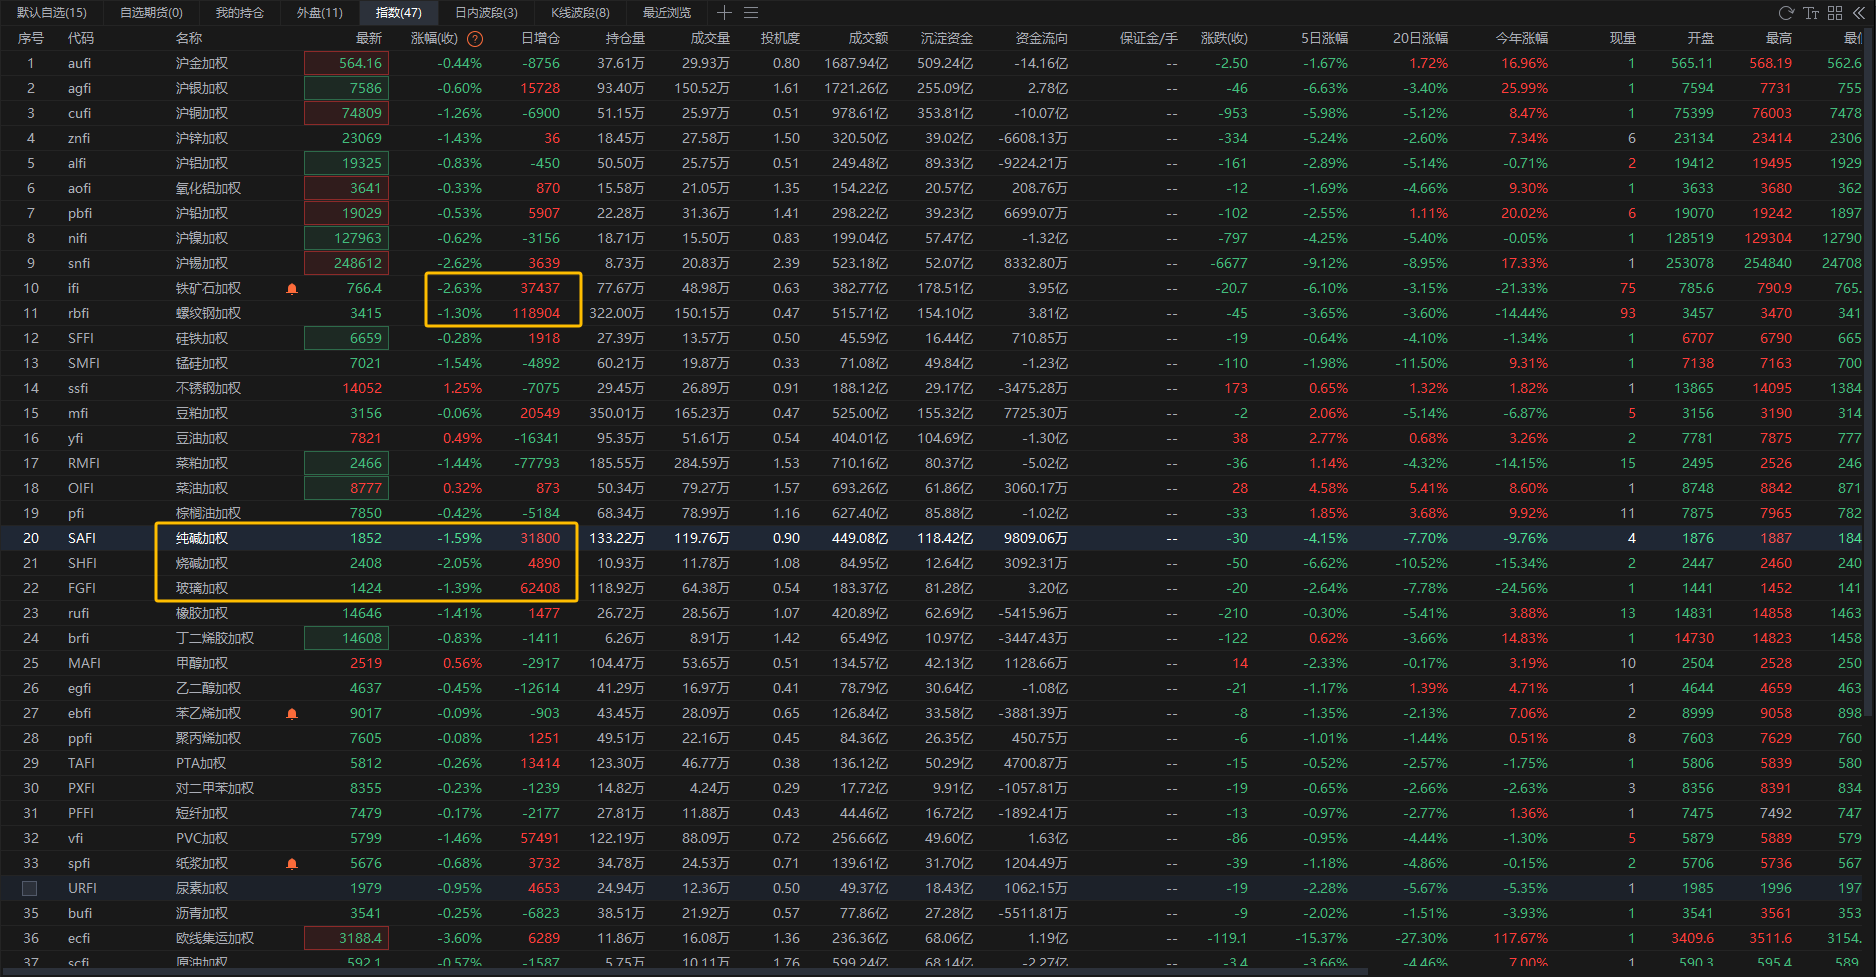 默认自选(15) 自选期货(0) 我的持仓 外盘(11) 指数(47) 日内波段(3) K线波段(8) 最近浏览
序号 代码 名称 最新 涨幅(收) 日增仓 持仓量 成交量 投机度 成交额 沉淀资金 资金流向 保证金/手 涨跌(收) 5日涨幅 20日涨幅 今年涨幅 现量 开盘 最高
1 aufi 沪金加权 564.16 -0.44% -8756 37.61万 29.93万 0.80 1687.94亿 509.24亿 -14.16亿 -- -2.50 -1.67% 1.72% 16.96% 1 565.11 568.19 562.6
2 agfi 沪银加权 7586 -0.60% 15728 93.40万 150.52万 1.61 1721.26亿 255.09亿 2.78亿 -- -46 -6.63% -3.40% 25.99% 1 7594 7731 755
3 cufi 沪铜加权 74809 -1.26% -6900 51.15万 25.97万 0.51 978.61亿 353.81亿 -10.07亿 -- -953 -5.98% -5.12% 8.47% 1 75399 76003 7478
4 znfi 沪锌加权 23069 -1.43% 36 18.45万 27.58万 1.50 320.50亿 39.02亿 -6608.13万 -- -334 -5.24% -2.60% 7.34% 6 23134 23414 2306
5 alfi 沪铝加权 19325 -0.83% -450 50.50万 25.75万 0.51 249.48亿 89.33亿 -9224.21万 -- -161 -2.89% -5.14% -0.71% 2 19412 19495 1929
6 aofi 氧化铝加权 3641 -0.33% 870 15.58万 21.05万 1.35 154.22亿 20.57亿 208.76万 -- -12 -1.69% -4.66% 9.30% 1 3633 3680 362
7 pbfi 沪铅加权 19029 -0.53% 5907 22.28万 31.36万 1.41 298.22亿 39.23亿 6699.07万 -- -102 -2.55% 1.11% 20.02% 6 19070 19242 1897
8 nifi 沪镍加权 127963 -0.62% -3156 18.71万 15.50万 0.83 199.04亿 57.47亿 -1.32亿 -- -797 -4.25% -5.40% -0.05% 1 128519 129304 12790
9 snfi 沪锡加权 248612 -2.62% 3639 8.73万 20.83万 2.39 523.18亿 52.07亿 8332.80万 -- -6677 -9.12% -8.95% 17.33% 1 253078 254840 24708
10 ifi 铁矿石加权 766.4 -2.63% 37437 77.67万 48.98万 0.63 382.77亿 178.51亿 3.95亿 -- -20.7 -6.10% -3.15% -21.33% 75 785.6 790.9 765.
11 rbfi 螺纹钢加权 3415 -1.30% 118904 322.00万 150.15万 0.47 515.71亿 154.10亿 3.81亿 -- -45 -3.65% -3.60% -14.44% 93 3457 3470 341
12 SFFI 硅铁加权 6659 -0.28% 1918 27.39万 13.57万 0.50 45.59亿 16.44亿 710.85万 -- -19 -0.64% -4.10% -1.34% 1 6707 6790 665
13 SMFI 锰硅加权 7021 -1.54% -4892 60.21万 19.87万 0.33 71.08亿 49.84亿 -1.23亿 -- -110 -1.98% -11.50% 9.31% 1 7138 7163 700
14 ssfi 不锈钢加权 14052 1.25% -7075 29.45万 26.89万 0.91 188.12亿 29.17亿 -3475.28万 -- 173 0.65% 1.32% 1.82% 1 13865 14095 1384
15 mfi 豆粕加权 3156 -0.06% 20549 350.01万 165.23万 0.47 525.00亿 155.32亿 7725.30万 -- -2 2.06% -5.14% -6.87% 5 3156 3190 314
16 yfi 豆油加权 7821 0.49% -16341 95.35万 51.61万 0.54 404.01亿 104.69亿 -1.30亿 -- 38 2.77% 0.68% 3.26% 2 7781 7875 777
17 RMFI 菜粕加权 2466 -1.44% -77793 185.55万 284.59万 1.53 710.16亿 80.37亿 -5.02亿 -- -36 1.14% -4.32% -14.15% 15 2495 2526 246
18 OIFI 菜油加权 8777 0.32% 873 50.34万 79.27万 1.57 693.26亿 61.86亿 3060.17万 -- 28 4.58% 5.41% 8.60% 1 8748 8842 871
19 pfi 棕榈油加权 7850 -0.42% -5184 68.34万 78.99万 1.16 627.40亿 85.88亿 -1.02亿 -- -33 1.85% 3.68% 9.92% 11 7875 7965 782
20 SAFI 纯碱加权 1852 -1.59% 31800 133.22万 119.76万 0.90 449.08亿 118.42亿 9809.06万 -- -30 -4.15% -7.70% -9.76% 4 1876 1887 184
21 SHFI 烧碱加权 2408 -2.05% 4890 10.93万 11.78万 1.08 84.95亿 12.64亿 3092.31万 -- -50 -6.62% -10.52% -15.34% 2 2447 2460 240
22 FGFI 玻璃加权 1424 -1.39% 62408 118.92万 64.38万 0.54 183.37亿 81.28亿 3.20亿 -- -20 -2.64% -7.78% -24.56% 1 1441 1452 141
23 rufi 橡胶加权 14646 -1.41% 1477 26.72万 28.56万 1.07 420.89亿 62.69亿 -5415.96万 -- -210 -0.30% -5.41% 3.88% 13 14831 14858 1463
24 brfi 丁二烯胶加权 14608 -0.83% -1411 6.26万 8.91万 1.42 65.49亿 10.97亿 -3447.43万 -- -122 0.62% -3.66% 14.83% 1 14730 14823 1458
25 MAFI 甲醇加权 2519 0.56% -2917 104.47万 53.65万 0.51 134.57亿 42.13亿 1128.66万 -- 14 -2.33% -0.17% 3.19% 10 2504 2528 250
26 egfi 乙二醇加权 4637 -0.45% -12614 41.29万 16.97万 0.41 78.79亿 30.64亿 -1.08亿 -- -21 -1.17% 1.39% 4.71% 1 4644 4659 463
27 ebfi 苯乙烯加权 9017 -0.09% -903 43.45万 28.09万 0.65 126.84亿 33.58亿 -3881.39万 -- -8 -1.35% -2.13% 7.06% 2 8999 9058 898
28 ppfi 聚丙烯加权 7605 -0.08% 1251 49.51万 22.16万 0.45 84.36亿 26.35亿 450.75万 -- -6 -1.01% -1.44% 0.51% 8 7603 7629 760
29 TAFI PTA加权 5812 -0.26% 13414 123.30万 46.77万 0.38 136.12亿 50.29亿 4700.87万 -- -15 -0.52% -2.57% -1.75% 1 5806 5839 580
30 PXFI 对二甲苯加权 8355 -0.23% -1239 14.82万 4.24万 0.29 17.72亿 9.91亿 -1057.81万 -- -19 -0.65% -2.66% -2.63% 3 8356 8391 834
31 PFFI 短纤加权 7479 -0.17% -2177 27.81万 11.88万 0.43 44.46亿 16.72亿 -1892.41万 -- -13 -0.97% -2.77% 1.36% 1 7475 7492 747
32 vfi PVC加权 5799 -1.46% 57491 122.19万 88.09万 0.72 256.66亿 49.60亿 1.63亿 -- -86 -0.95% -4.44% -1.30% 5 5879 5889 579
33 spfi 纸浆加权 5676 -0.68% 3732 34.78万 24.53万 0.71 139.61亿 31.70亿 1204.49万 -- -39 -1.18% -4.86% -0.15% 2 5706 5736 567
URFI 尿素加权 1979 -0.95% 4653 24.94万 12.36万 0.50 49.37亿 18.43亿 1062.15万 -- -19 -2.28% -5.67% -5.35% 1 1985 1996 197
35 bufi 沥青加权 3541 -0.25% -6823 38.51万 21.92万 0.57 77.86亿 27.28亿 -5511.81万 -- -9 -2.02% -1.51% -3.93% 1 3541 3561 353
36 ecfi 欧线集运加权 3188.4 -3.60% 6289 11.86万 16.08万 1.36 236.36亿 68.06亿 1.19亿 -- -119.1 -15.37% -27.30% 117.67% 1 3409.6 3511.6 3154.
37 scfi 原油加权 592.1 -0.57% -1587 5.75万 10.11万 1.76 599.24亿 68.14亿 -2.27亿 -- -3.4 -3.66% -4.46% 7.00% 1 590.3 595.4 589